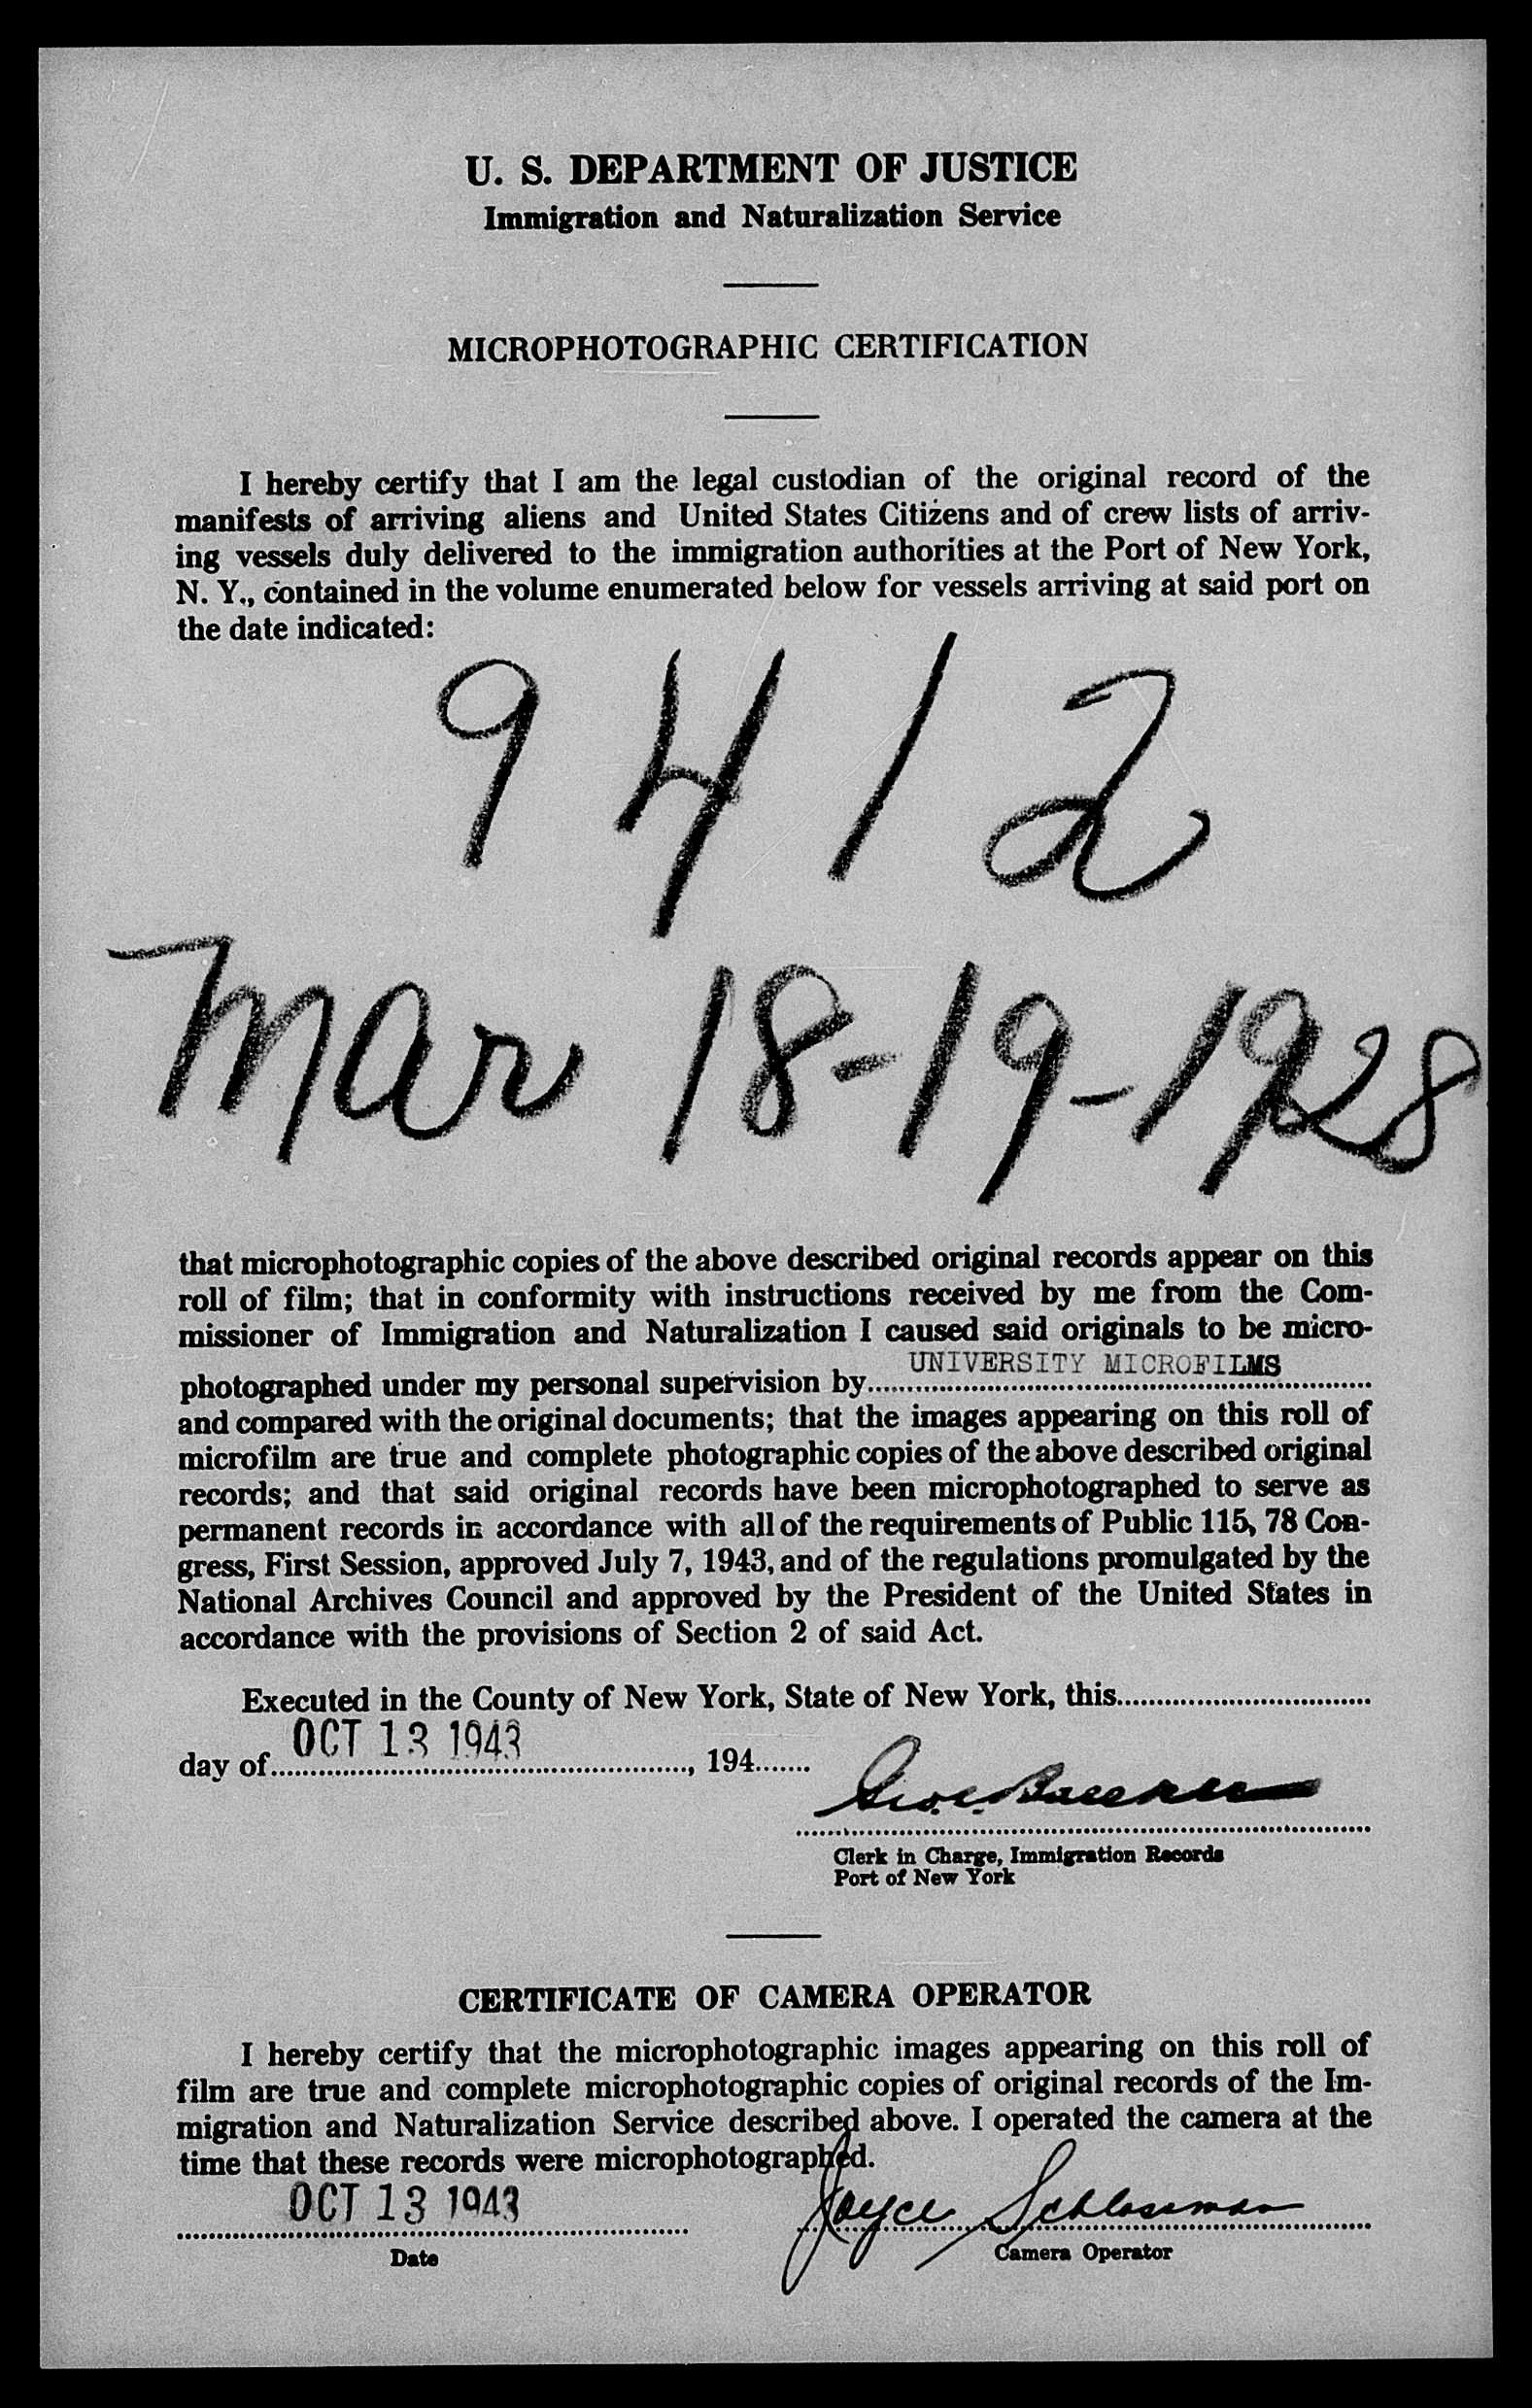 U. S. DEPARTMENT OF JUSTICE
Immigration and Naturalization Service
MICROPHOTOGRAPHIC CERTIFICATION
I hereby certify that I am the legal custodian of the original record of the
manifests of arriving aliens and United States Citizens and of crew lists of arriv-
ing vessels duly delivered to the immigration authorities at the Port of New York,
N. Y., contained in the volume enumerated below for vessels arriving at said port on
the date indicated:
9412
Mar 18-19-1928
that microphotographic copies of the above described original records appear on this
roll of film; that in conformity with instructions received by me from the Com-
missioner of Immigration and Naturalization I caused said originals to be micro-
photographed under my personal supervision by UNIVERSITY MICROFILMS
and compared with the original documents; that the images appearing on this roll of
microfilm are true and complete photographic copies of the above described original
records; and that said original records have been microphotographed to serve as
permanent records in accordance with all of the requirements of Public 115, 78 Con-
gress, First Session, approved July 7, 1943, and of the regulations promulgated by the
National Archives Council and approved by the President of the United States in
accordance with the provisions of Section 2 of said Act.
Executed in the County of New York, State of New York, this
day of OCT 13 1943, 194
Clerk in Charge, Immigration Records
Port of New York
CERTIFICATE OF CAMERA OPERATOR
I hereby certify that the microphotographic images appearing on this roll of
film are true and complete microphotographic copies of original records of the Im-
migration and Naturalization Service described above. I operated the camera at the
time that these records were microphotographed.
OCT 13 1943 Joyce Schlossman
Date Camera Operator